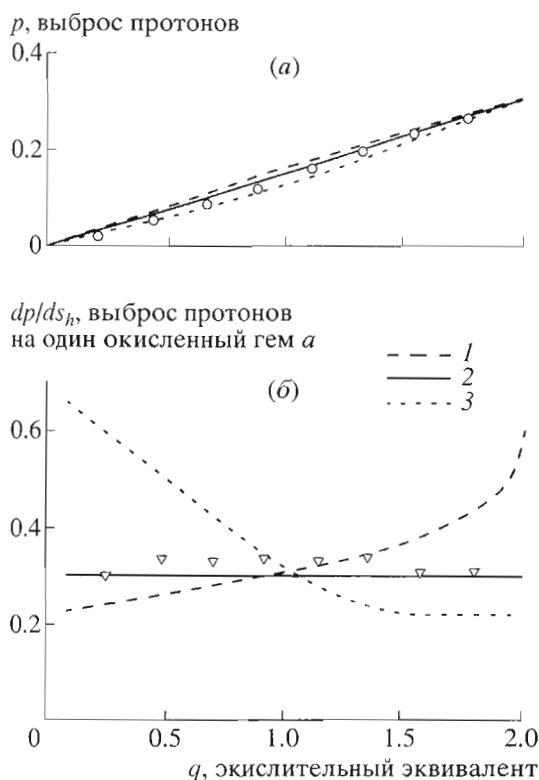 p, выброс протонов
0.4
(а)
0.2
0
dp/ds_h, выброс протонов
на один окисленный гем a
1
(б)
2
0.6
3
0.4
0.2
0
0.5
1.0
1.5
2.0
q, экислительный эквивалент